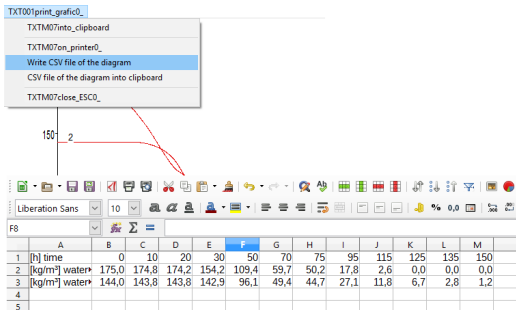 TXT001print_grafic0_
TXTM07into_clipboard
TXTM07on_printer0_
Write CSV file of the diagram
CSV file of the diagram into clipboard
TXTM07close_ESC0_
150
2
Liberation Sans 10 a a a A % 0,0
F8 Σ =
A B C D E F G H I J K L M
1 [h] time 0 10 20 30 50 70 75 95 115 125 135 150
2 [kg/m³] water 175,0 174,8 174,2 154,2 109,4 59,7 50,2 17,8 2,6 0,0 0,0 0,0
3 [kg/m³] water 144,0 143,8 143,8 142,9 96,1 49,4 44,7 27,1 11,8 6,7 2,8 1,2
4
5